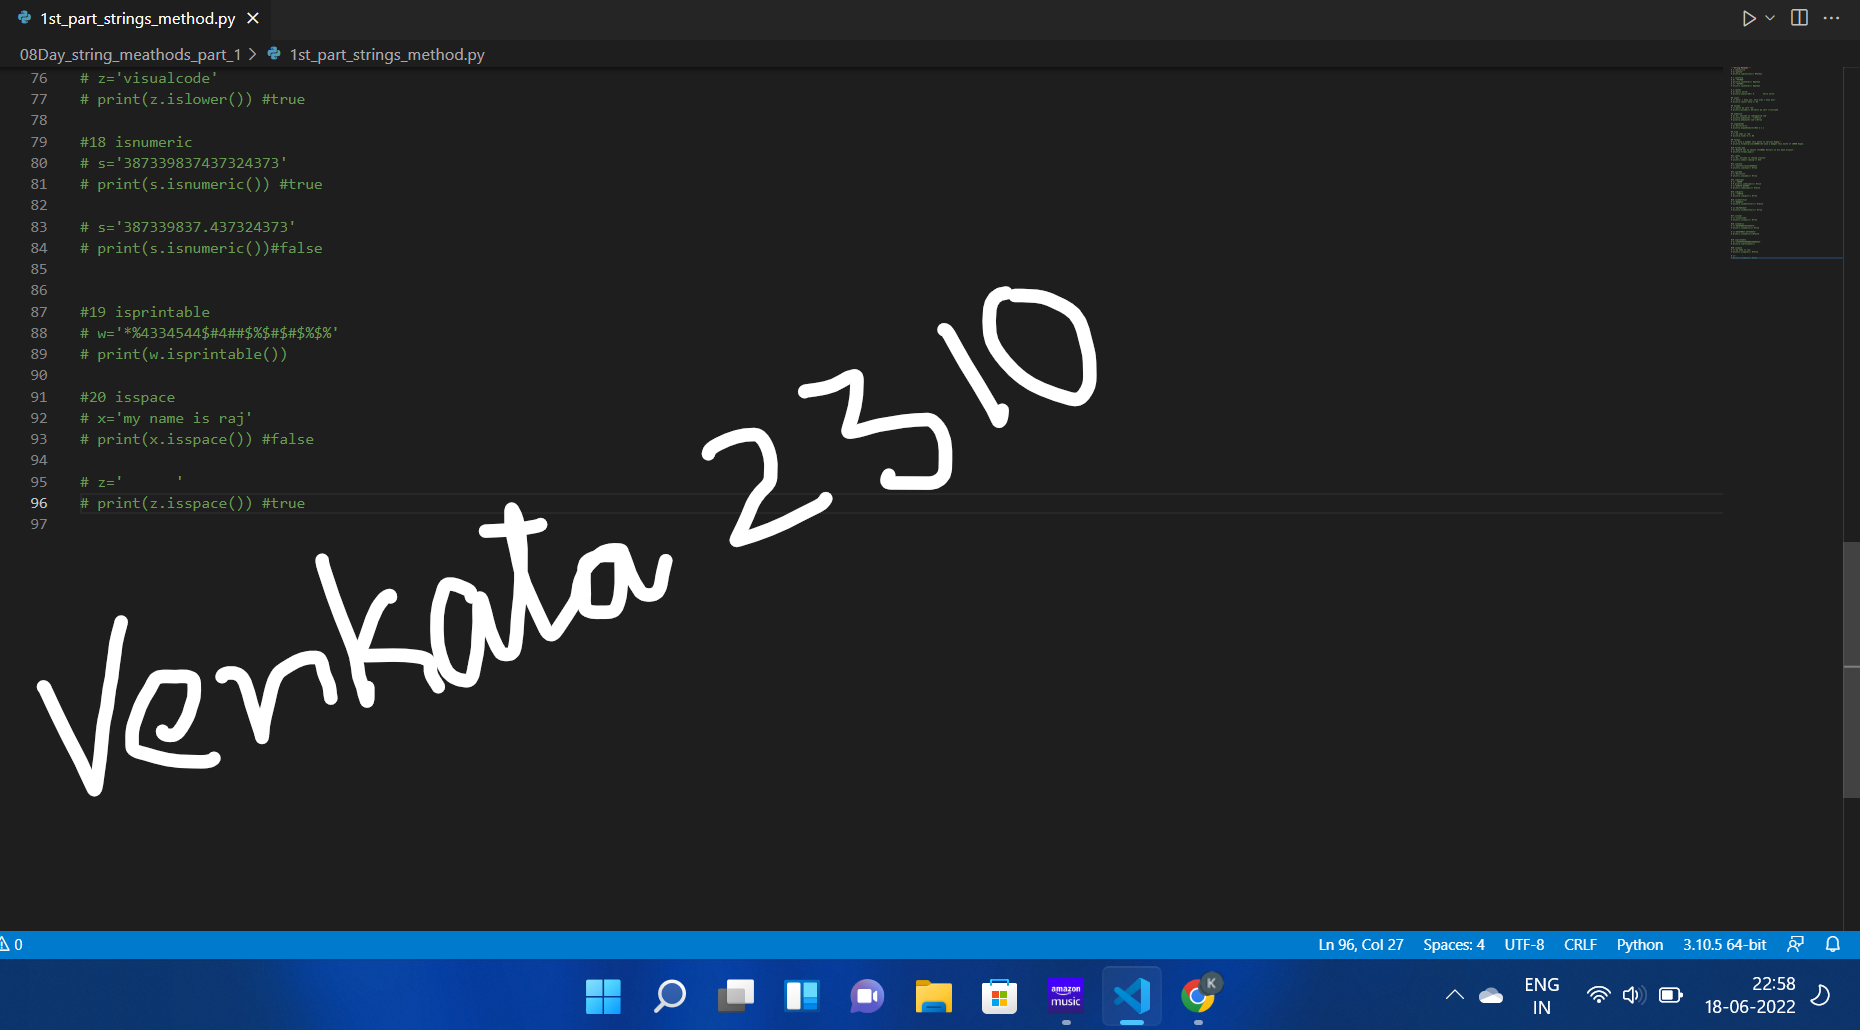 1st_part_strings_method.py
08Day_string_meathods_part_1 > 1st_part_strings_method.py
76 # z='visualcode'
77 # print(z.islower()) #true
78
79 #18 isnumeric
80 # s='387339837437324373'
81 # print(s.isnumeric()) #true
82
83 # s='387339837.437324373'
84 # print(s.isnumeric())#false
85
86
87 #19 isprintable
88 # w='*%4334544$#4##$%$#$#$%$%'
89 # print(w.isprintable())
90
91 #20 isspace
92 # x='my name is raj'
93 # print(x.isspace()) #false
94
95 # z='      '
96 # print(z.isspace()) #true
97
Venkata 2310
0 Ln 96, Col 27 Spaces: 4 UTF-8 CRLF Python 3.10.5 64-bit
amazon music
K
ENG IN
22:58
18-06-2022